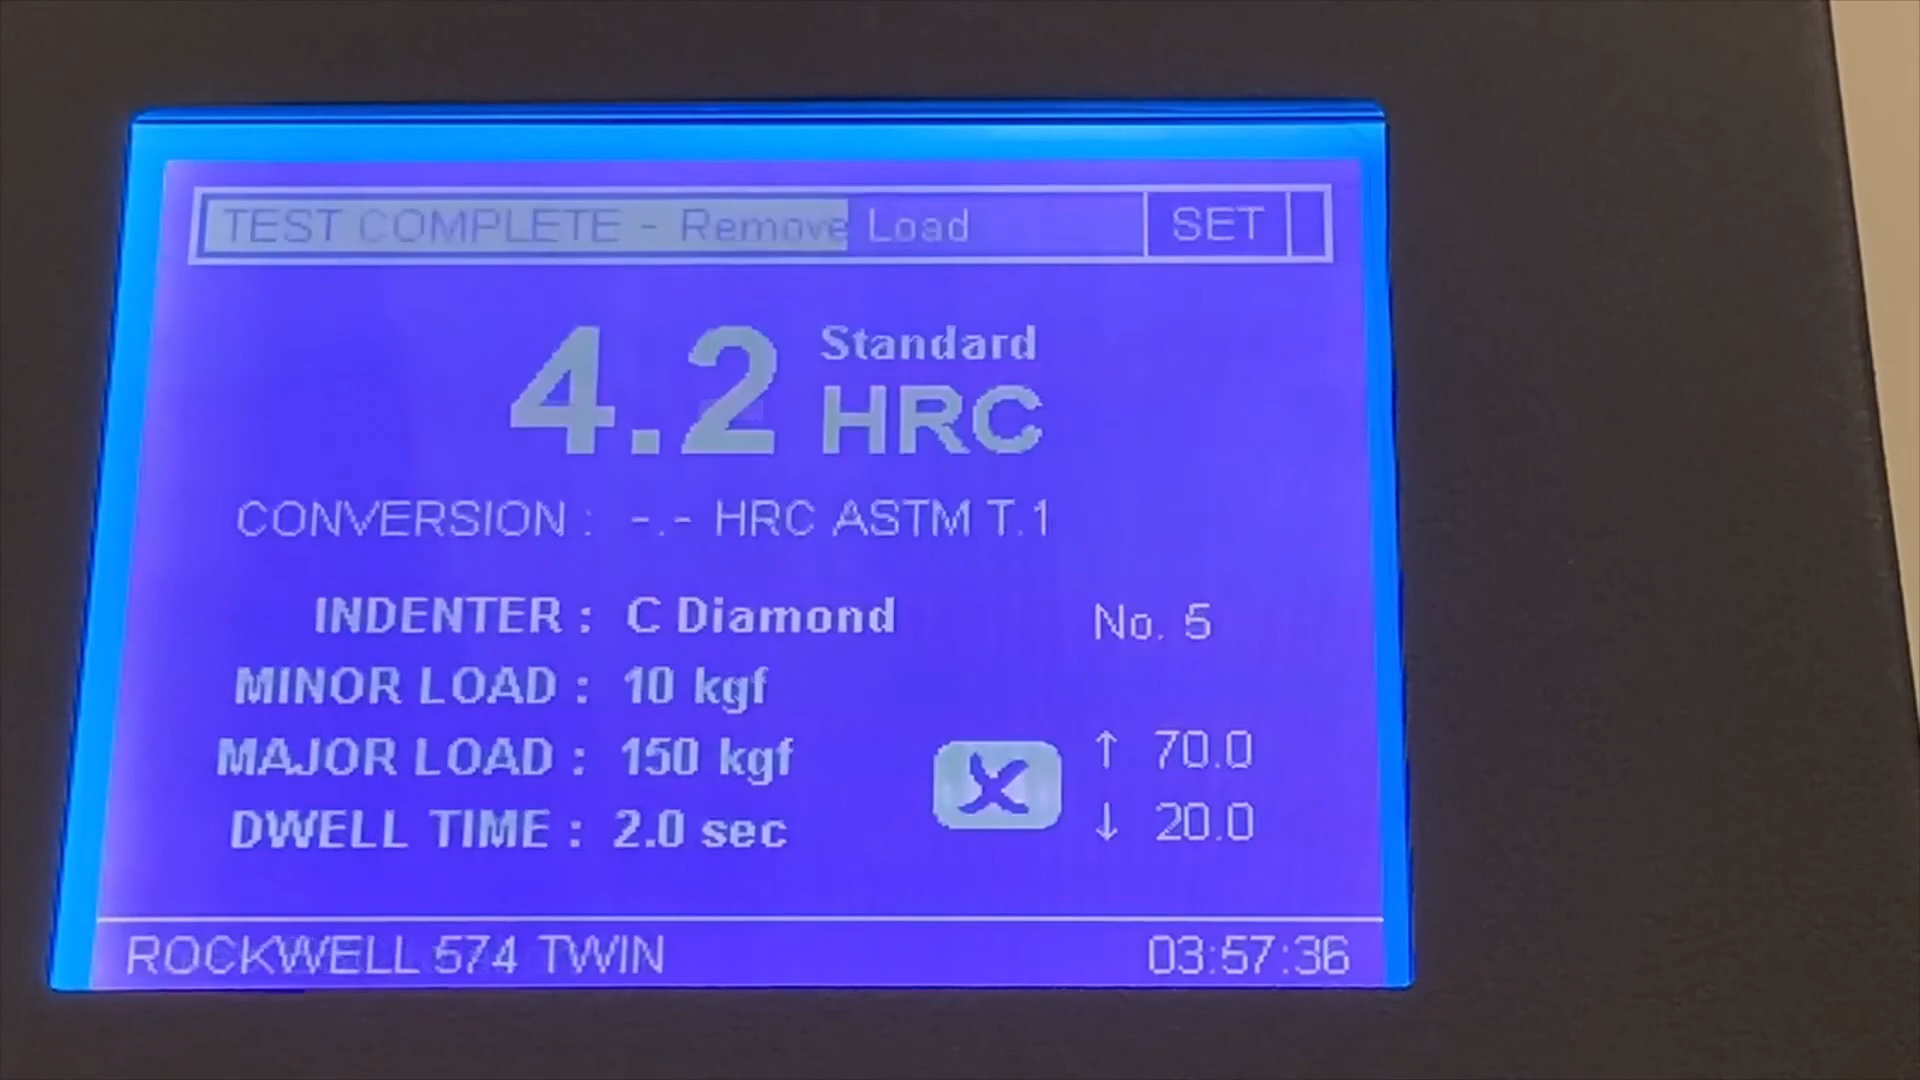 TEST COMPLETE - Remove Load SET
4.2 Standard HRC
CONVERSION : -.- HRC ASTM T.1
INDENTER : C Diamond No. 5
MINOR LOAD : 10 kgf
MAJOR LOAD : 150 kgf ↑ 70.0
DWELL TIME : 2.0 sec ↓ 20.0
ROCKWELL 574 TWIN 03:57:36